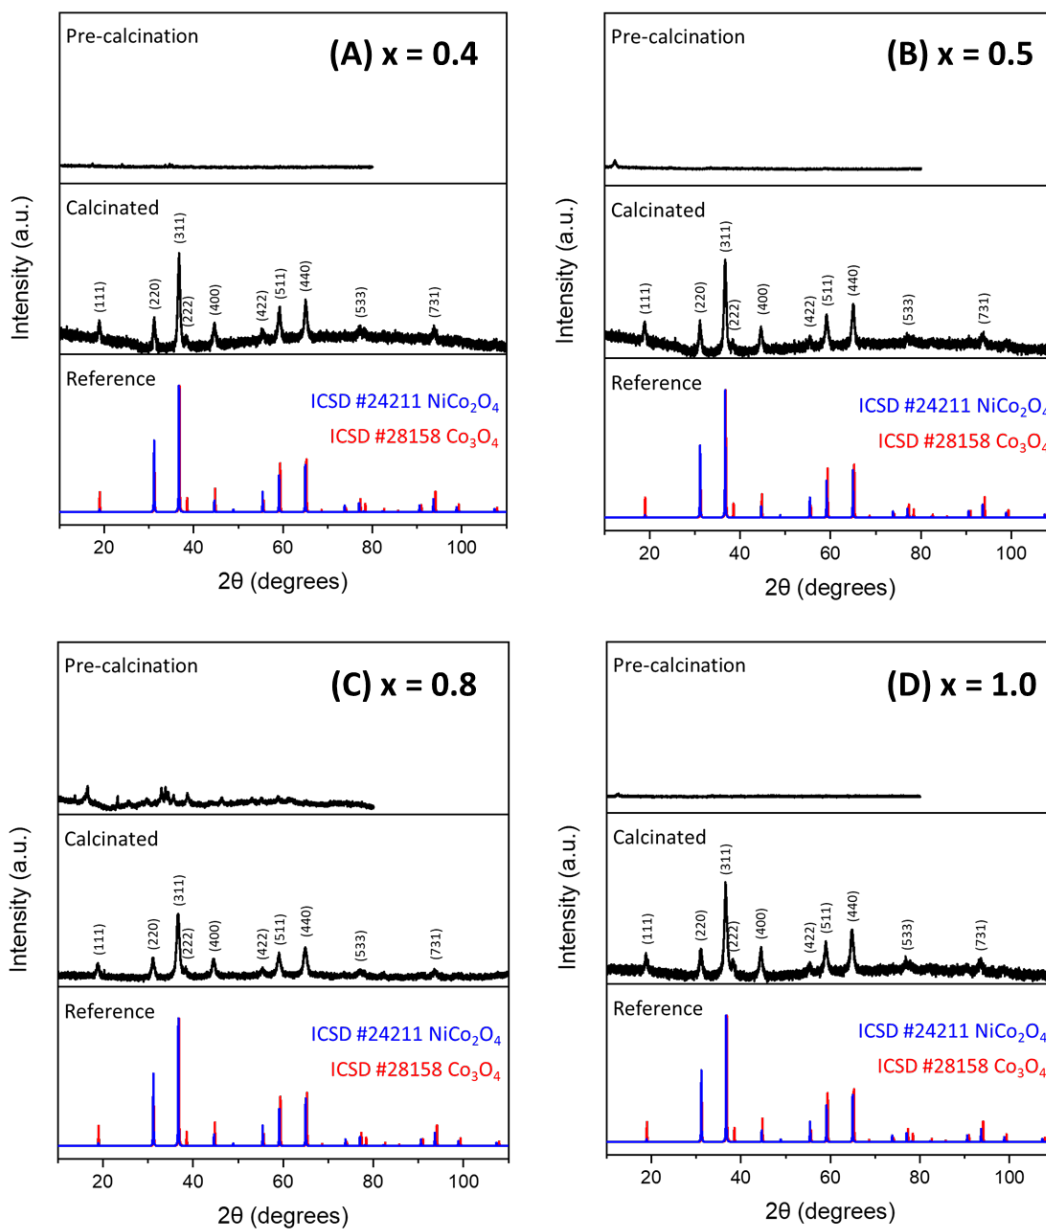 Pre-calcination
(A) x = 0.4
Calcinated
(111)
(220)
(311)
(222)
(400)
(422)
(511)
(440)
(533)
(731)
Reference
ICSD #24211 NiCo₂O₄
ICSD #28158 Co₃O₄
Intensity (a.u.)
20 40 60 80 100
2θ (degrees)
Pre-calcination
(B) x = 0.5
Calcinated
(111)
(220)
(311)
(222)
(400)
(422)
(511)
(440)
(533)
(731)
Reference
ICSD #24211 NiCo₂O₄
ICSD #28158 Co₃O₄
Intensity (a.u.)
20 40 60 80 100
2θ (degrees)
Pre-calcination
(C) x = 0.8
Calcinated
(111)
(220)
(311)
(222)
(400)
(422)
(511)
(440)
(533)
(731)
Reference
ICSD #24211 NiCo₂O₄
ICSD #28158 Co₃O₄
Intensity (a.u.)
20 40 60 80 100
2θ (degrees)
Pre-calcination
(D) x = 1.0
Calcinated
(111)
(220)
(311)
(222)
(400)
(422)
(511)
(440)
(533)
(731)
Reference
ICSD #24211 NiCo₂O₄
ICSD #28158 Co₃O₄
Intensity (a.u.)
20 40 60 80 100
2θ (degrees)